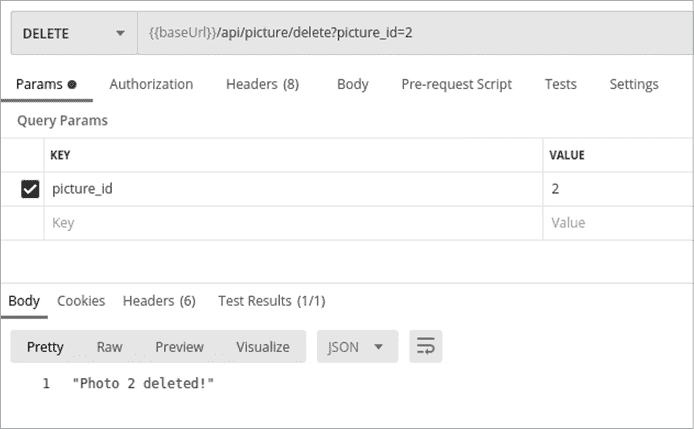 DELETE {{baseUrl}}/api/picture/delete?picture_id=2
Params Authorization Headers (8) Body Pre-request Script Tests Settings
Query Params
KEY VALUE
picture_id 2
Key Value
Body Cookies Headers (6) Test Results (1/1)
Pretty Raw Preview Visualize JSON
1 "Photo 2 deleted!"